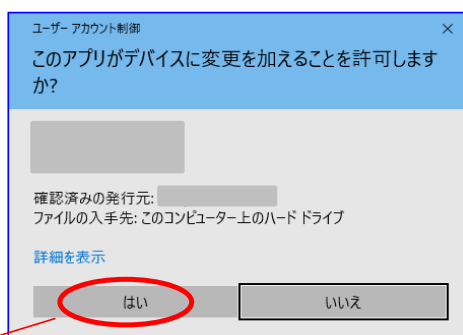 ユーザー アカウント制御
このアプリがデバイスに変更を加えることを許可します
か?
確認済みの発行元:
ファイルの入手先: このコンピューター上のハード ドライブ
詳細を表示
はい
いいえ